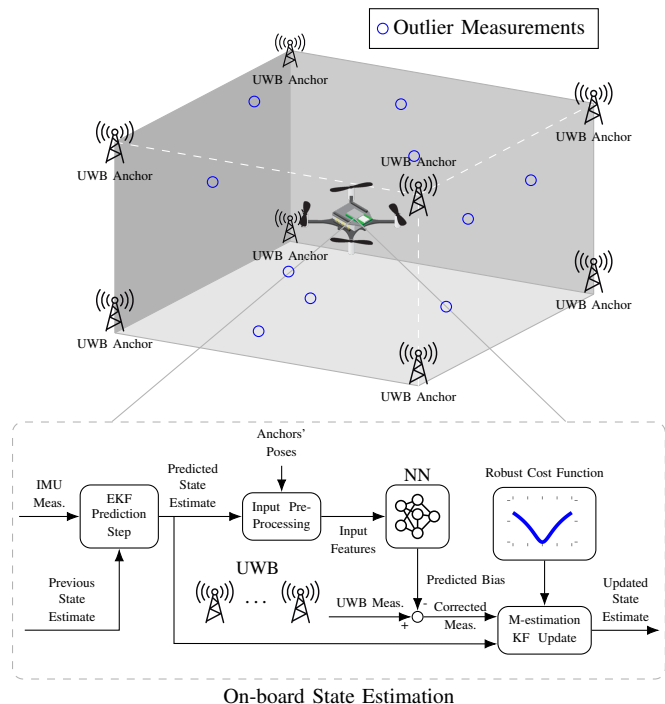 Outlier Measurements
UWB Anchor
UWB Anchor
UWB Anchor
UWB Anchor
UWB Anchor
UWB Anchor
UWB Anchor
UWB Anchor
Anchors'
Poses
IMU
Meas.
EKF
Prediction
Step
Predicted
State
Estimate
Input Pre-
Processing
Input
Features
NN
Robust Cost Function
Previous
State
Estimate
UWB
...
UWB Meas.
+
-
Predicted Bias
Corrected
Meas.
M-estimation
KF Update
Updated
State
Estimate
On-board State Estimation